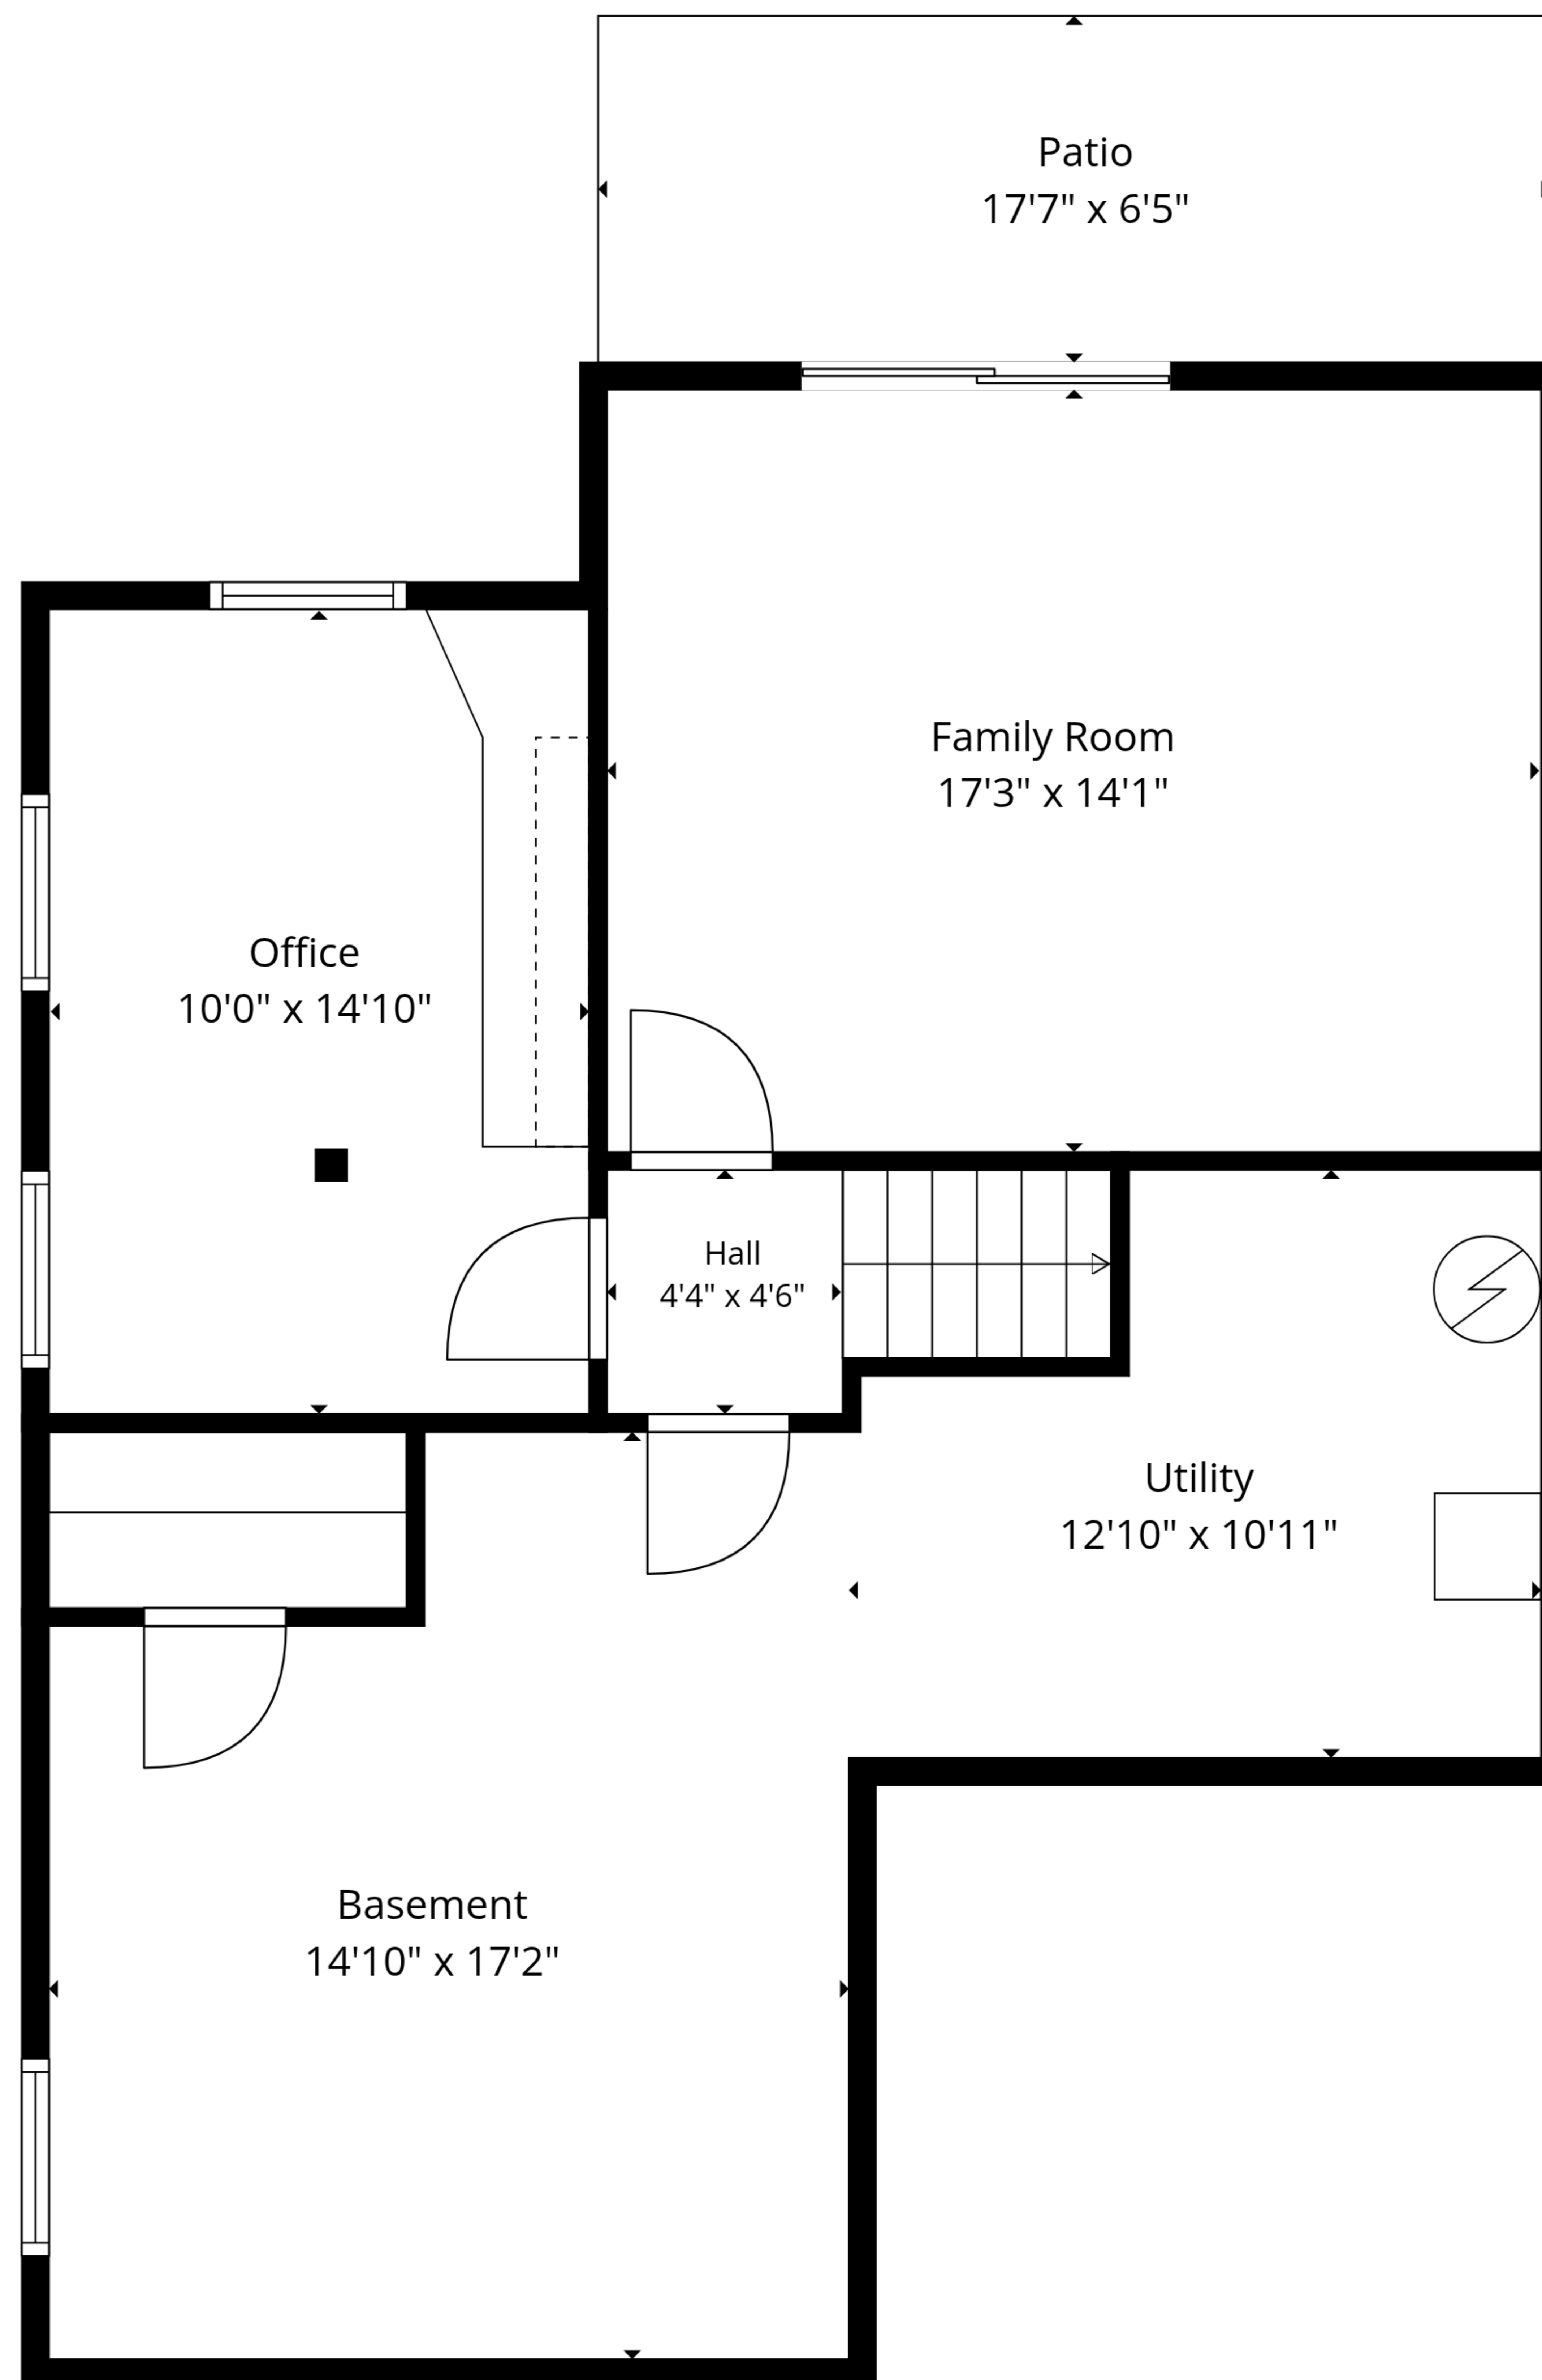 Patio
17'7" x 6'5"
Family Room
17'3" x 14'1"
Office
10'0" x 14'10"
Hall
4'4" x 4'6"
Utility
12'10" x 10'11"
Basement
14'10" x 17'2"